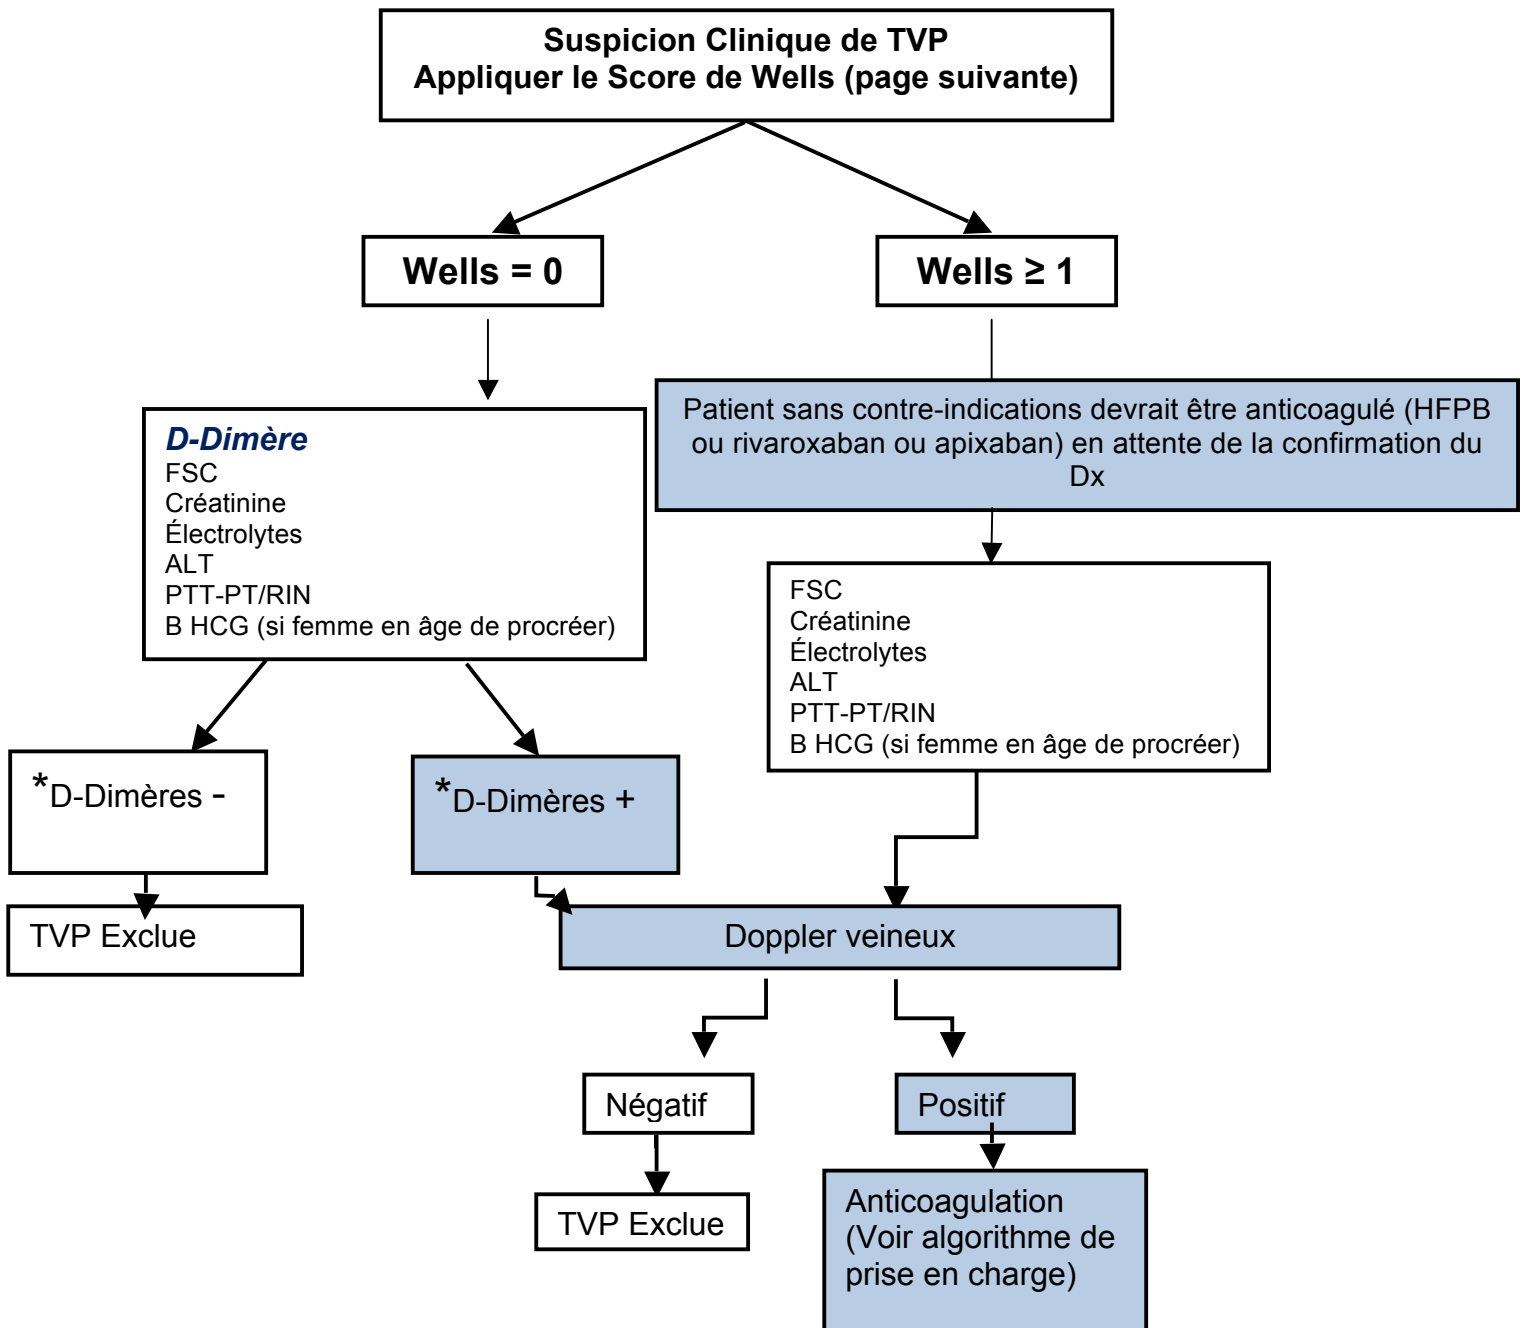 Suspicion Clinique de TVP
Appliquer le Score de Wells (page suivante)
Wells = 0
Wells ≥ 1
Patient sans contre-indications devrait être anticoagulé (HFPB
ou rivaroxaban ou apixaban) en attente de la confirmation du
Dx
D-Dimère
FSC
Créatinine
Électrolytes
ALT
PTT-PT/RIN
B HCG (si femme en âge de procréer)
FSC
Créatinine
Électrolytes
ALT
PTT-PT/RIN
B HCG (si femme en âge de procréer)
*D-Dimères -
*D-Dimères +
TVP Exclue
Doppler veineux
Négatif
Positif
TVP Exclue
Anticoagulation
(Voir algorithme de
prise en charge)